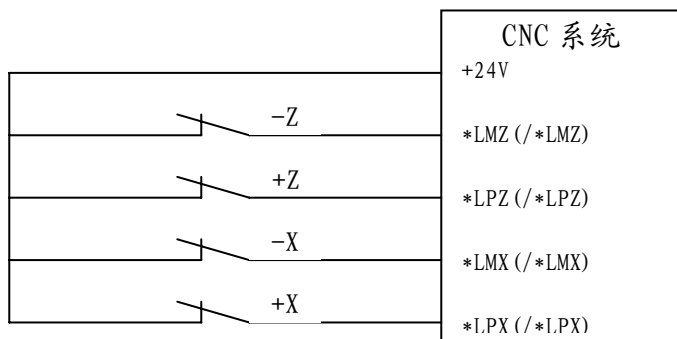 CNC 系统
+24V
-Z
*LMZ(/*LMZ)
+Z
*LPZ(/*LPZ)
-X
*LMX(/*LMX)
+X
*LPX(/*LPX)